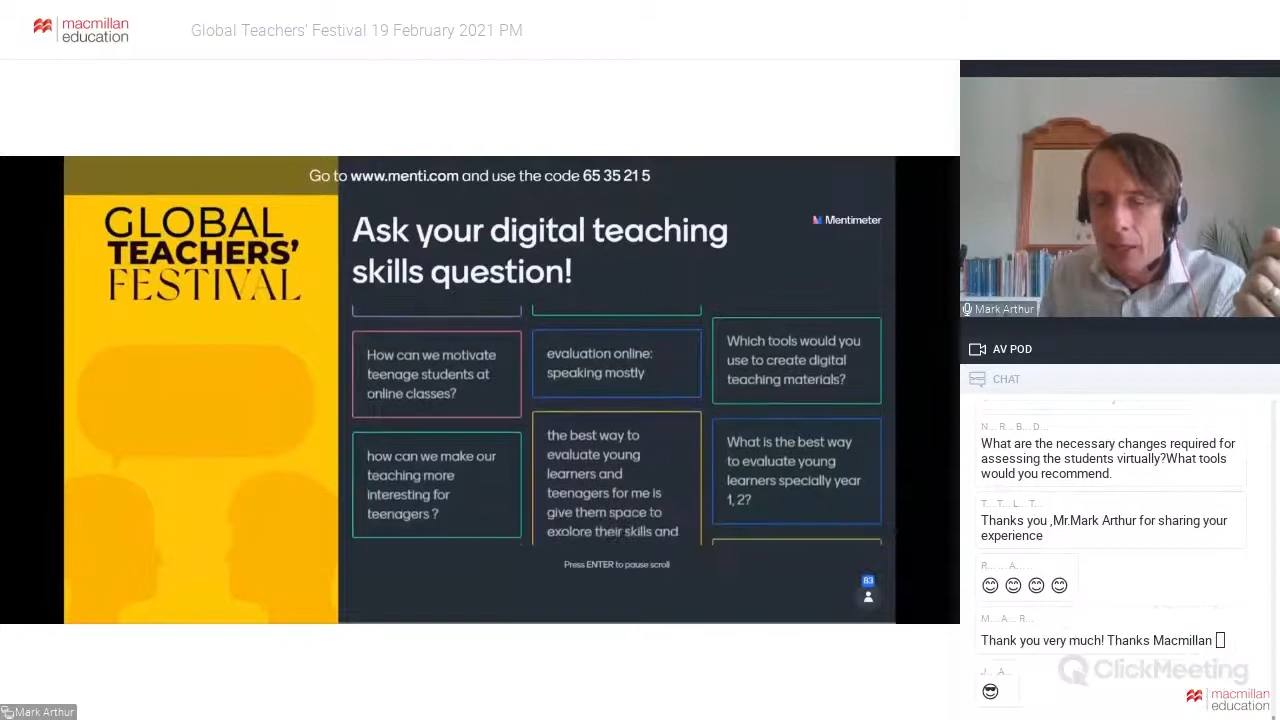 macmillan
education
Global Teachers' Festival 19 February 2021 PM
Go to www.menti.com and use the code 65 35 21 5
GLOBAL
TEACHERS'
FESTIVAL
Ask your digital teaching
skills question!
Mentimeter
How can we motivate
teenage students at
online classes?
how can we make our
teaching more
interesting for
teenagers ?
evaluation online:
speaking mostly
the best way to
evaluate young
learners and
teenagers for me is
give them space to
explore their skills and
Which tools would you
use to create digital
teaching materials?
What is the best way
to evaluate young
learners specially year
1, 2?
Press ENTER to pause scroll
83
Mark Arthur
AV POD
CHAT
N... R... B... D...
What are the necessary changes required for
assessing the students virtually?What tools
would you recommend.
T... T... L... T...
Thanks you ,Mr.Mark Arthur for sharing your
experience
R... ... A... ...
M... A... R...
Thank you very much! Thanks Macmillan
J... A...
ClickMeeting
macmillan
education
Mark Arthur